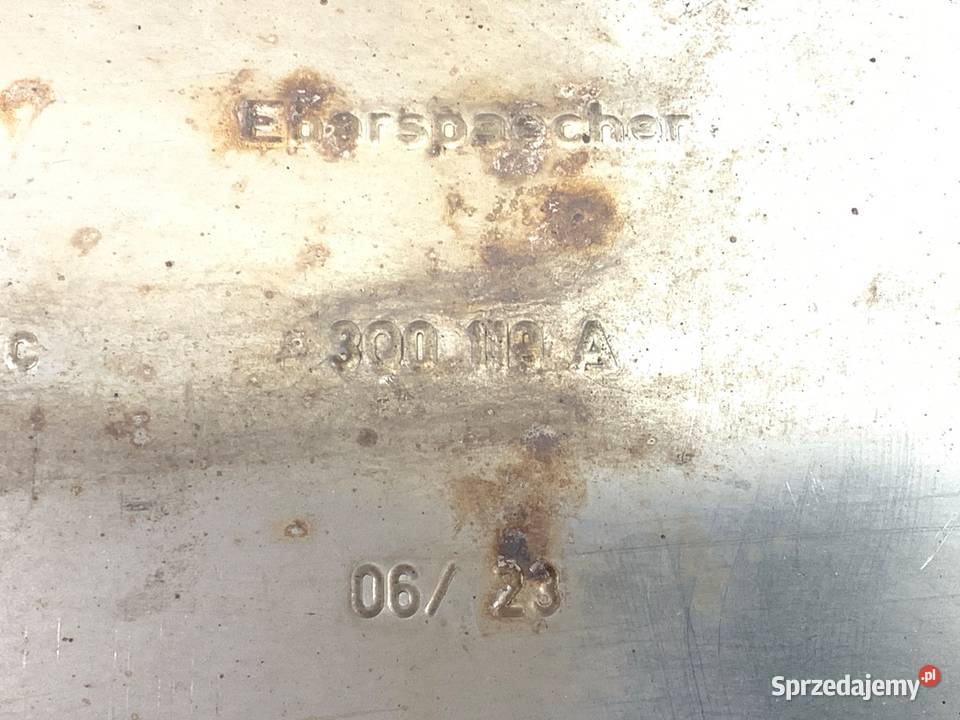 Eberspaecher
C 300 119 A
06/ 23
Sprzedajemy.pl